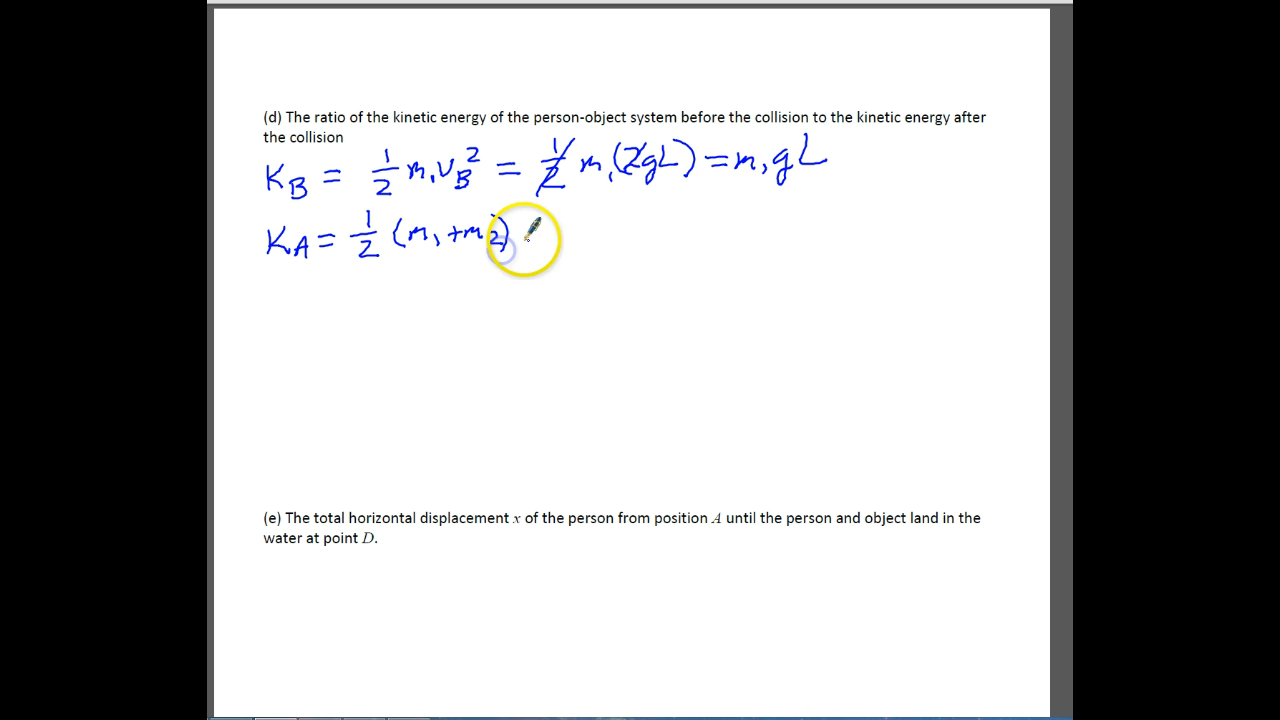 (d) The ratio of the kinetic energy of the person-object system before the collision to the kinetic energy after
the collision
K_B = 1/2 m₁v_B² = 1/2 m₁(2gL) = m₁gL
K_A = 1/2 (m₁+m₂)
(e) The total horizontal displacement x of the person from position A until the person and object land in the
water at point D.